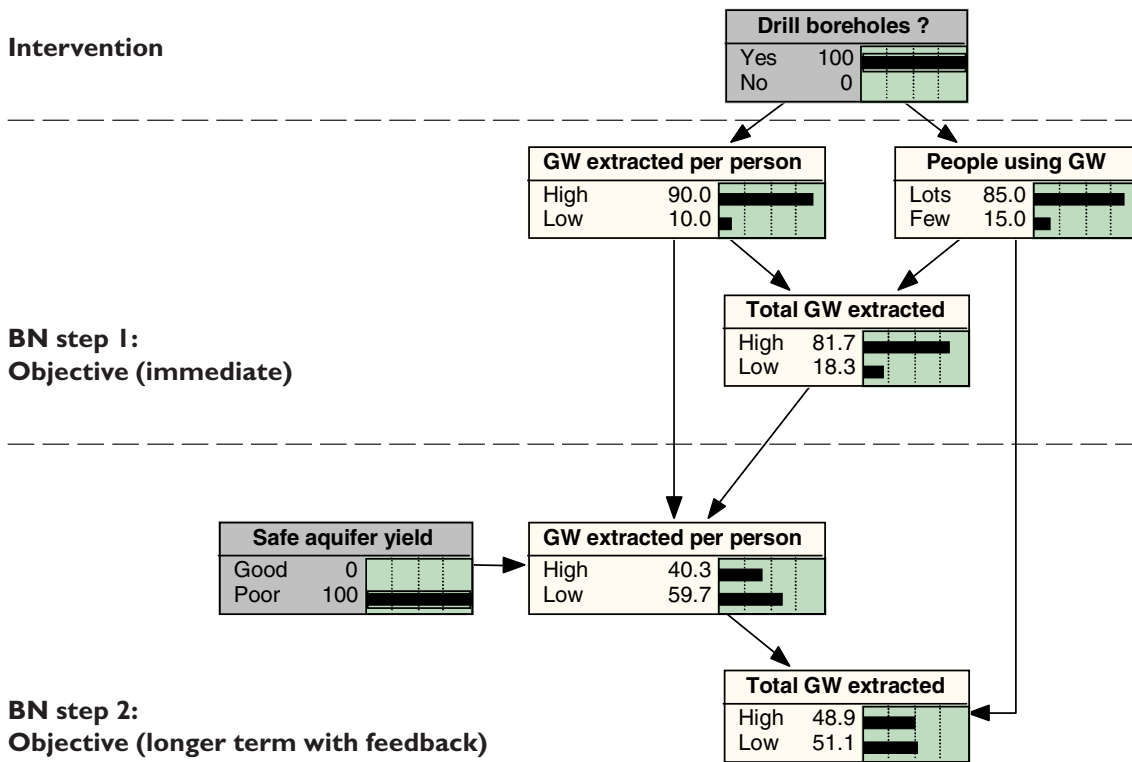 Intervention
Drill boreholes ?
Yes 100
No 0
GW extracted per person
High 90.0
Low 10.0
People using GW
Lots 85.0
Few 15.0
BN step 1:
Objective (immediate)
Total GW extracted
High 81.7
Low 18.3
Safe aquifer yield
Good 0
Poor 100
GW extracted per person
High 40.3
Low 59.7
BN step 2:
Objective (longer term with feedback)
Total GW extracted
High 48.9
Low 51.1